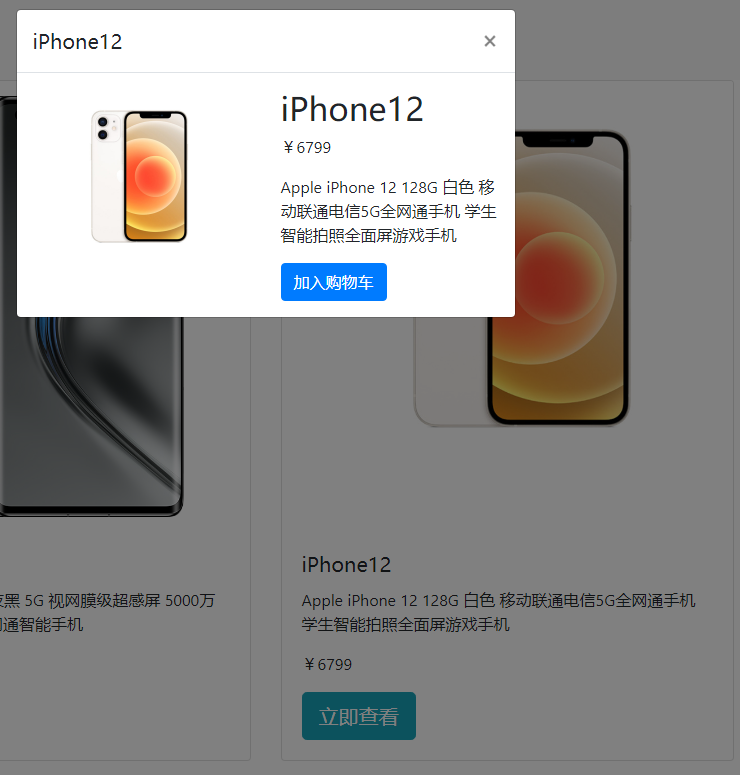 iPhone12
×
iPhone12
￥6799
Apple iPhone 12 128G 白色 移
动联通电信5G全网通手机 学生
智能拍照全面屏游戏手机
加入购物车
黑 5G 视网膜级超感屏 5000万
通智能手机
iPhone12
Apple iPhone 12 128G 白色 移动联通电信5G全网通手机
学生智能拍照全面屏游戏手机
￥6799
立即查看